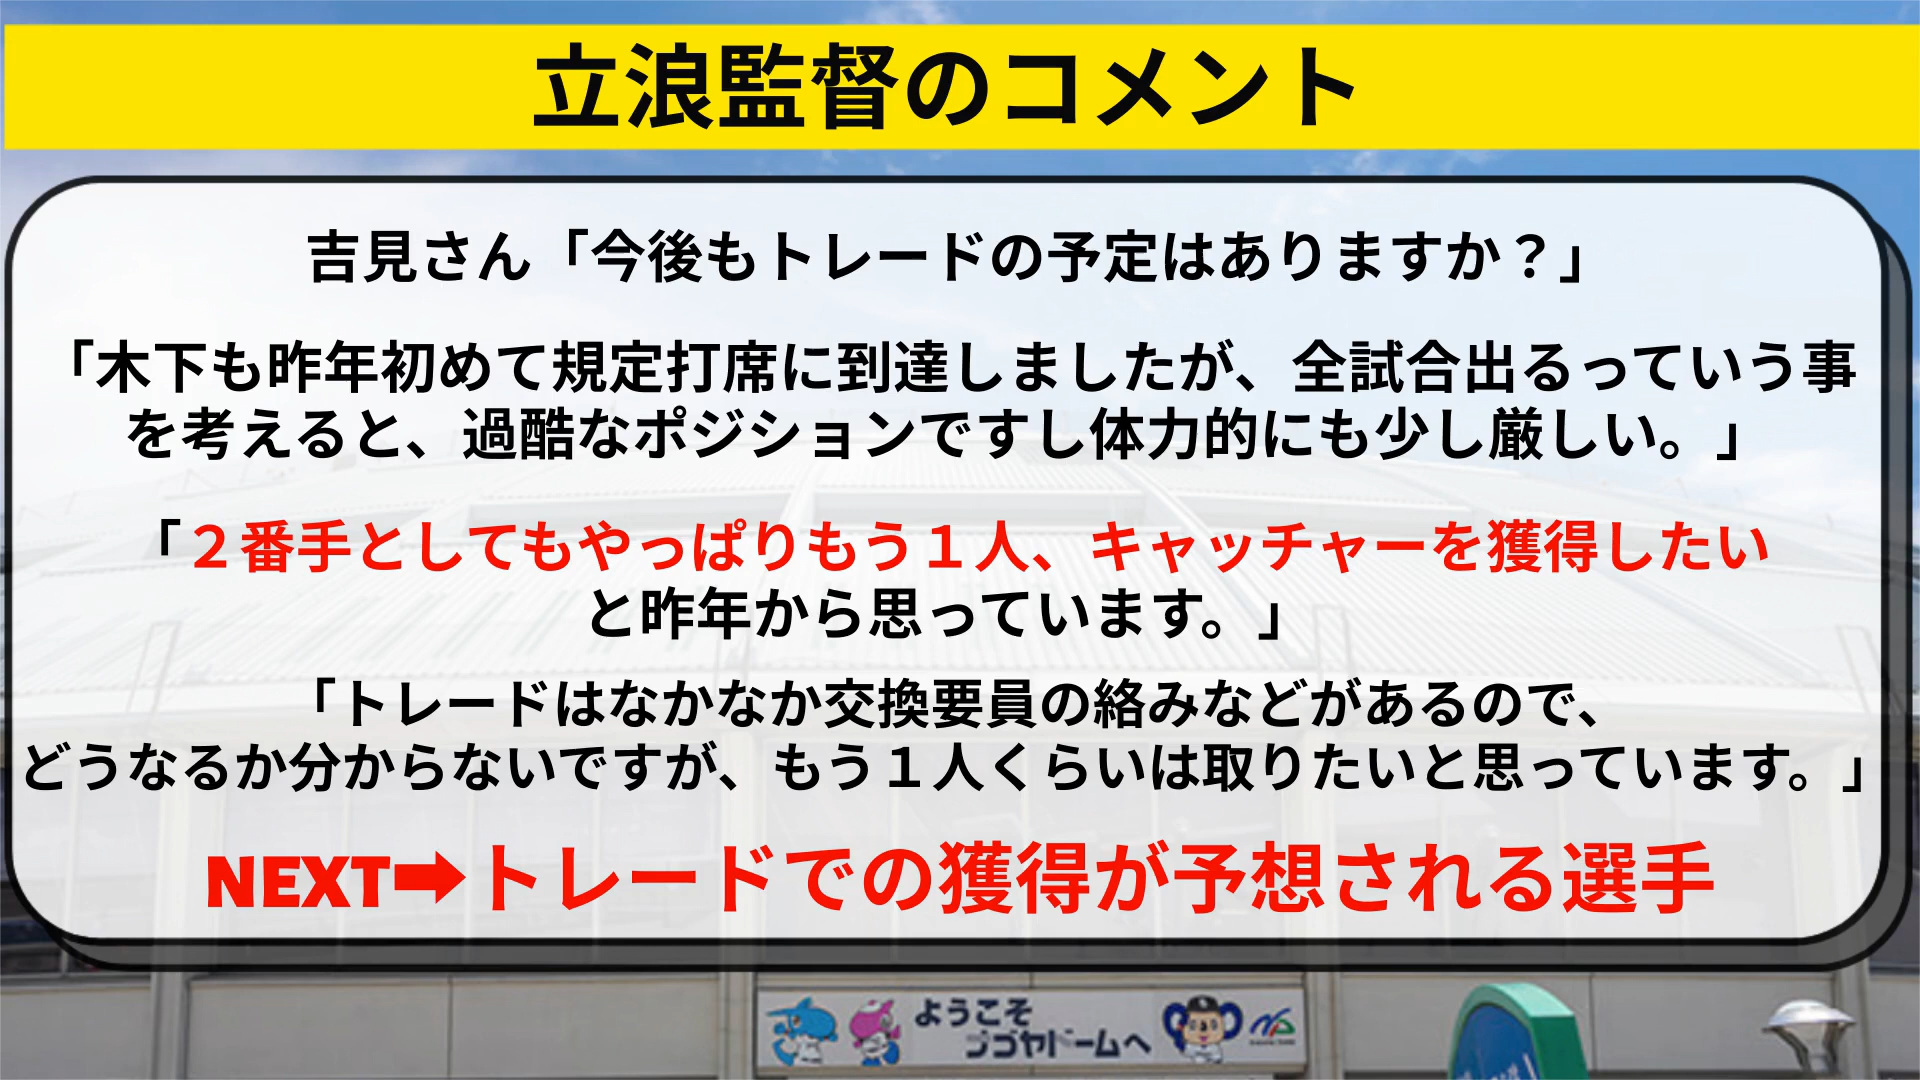 立浪監督のコメント
吉見さん「今後もトレードの予定はありますか？」
「木下も昨年初めて規定打席に到達しましたが、全試合出るっていう事
を考えると、過酷なポジションですし体力的にも少し厳しい。」
「２番手としてもやっぱりもう１人、キャッチャーを獲得したい
と昨年から思っています。」
「トレードはなかなか交換要員の絡みなどがあるので、
どうなるか分からないですが、もう１人くらいは取りたいと思っています。」
NEXT➡トレードでの獲得が予想される選手
ようこそ
ナゴヤドームへ